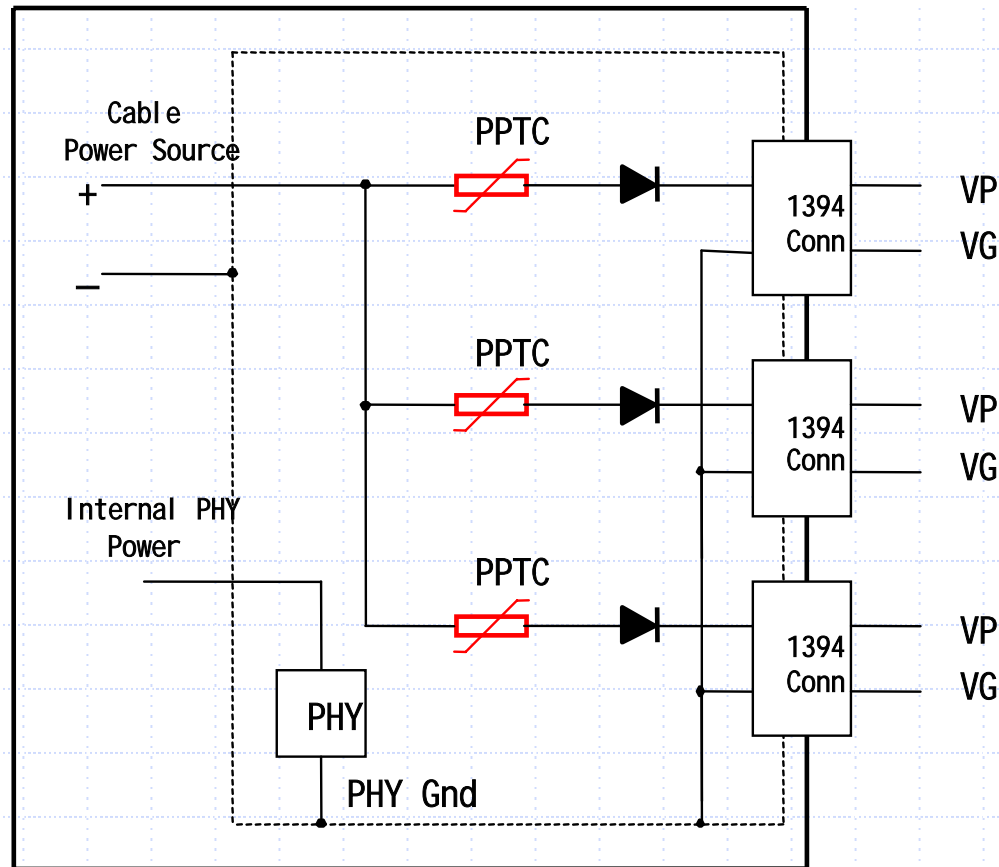 Cable
Power Source
+
−
PPTC
1394
Conn
VP
VG
PPTC
1394
Conn
VP
VG
Internal PHY
Power
PPTC
1394
Conn
VP
VG
PHY
PHY Gnd